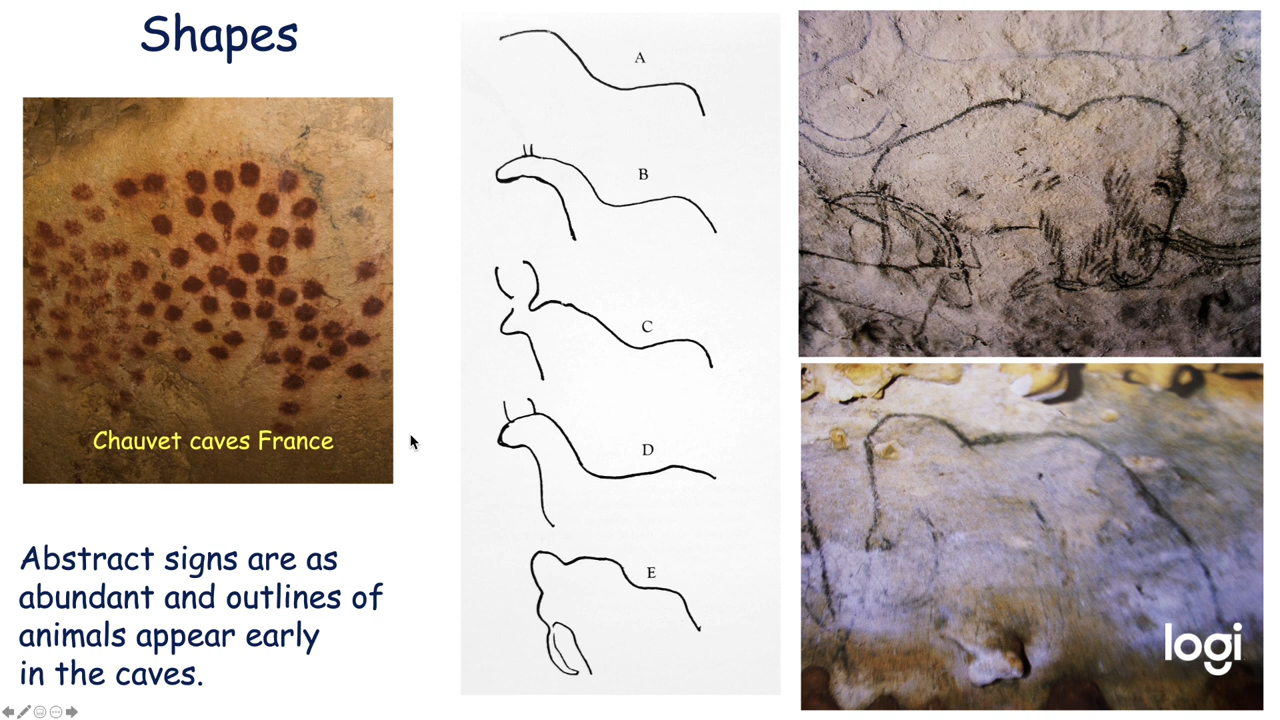 Shapes
Chauvet caves France
Abstract signs are as
abundant and outlines of
animals appear early
in the caves.
A
B
C
D
E
logi